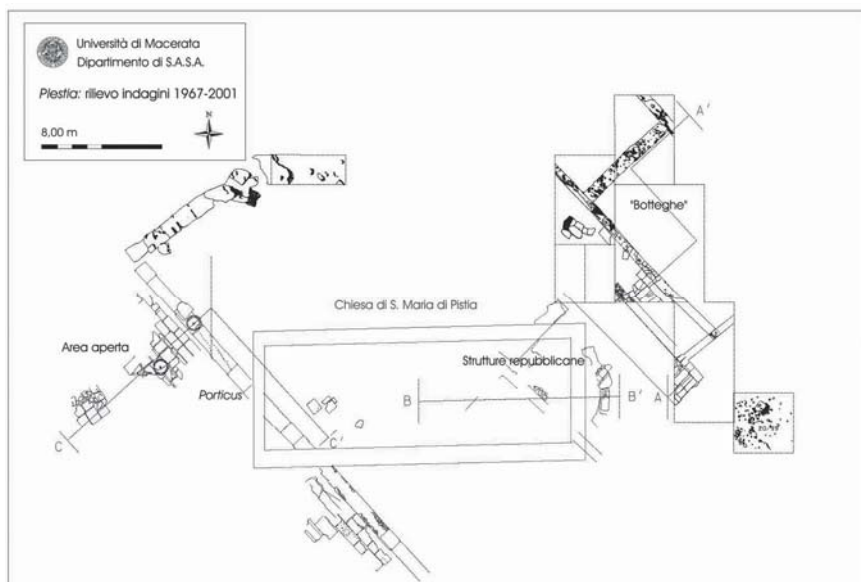 Università di Macerata
Dipartimento di S.A.S.A.
Plestia: rilievo indagini 1967-2001
8,00 m
N
A'
"Botteghe"
Chiesa di S. Maria di Pistia
Area aperta
Strutture repubblicane
Porticus
B
B'
A
C
C'